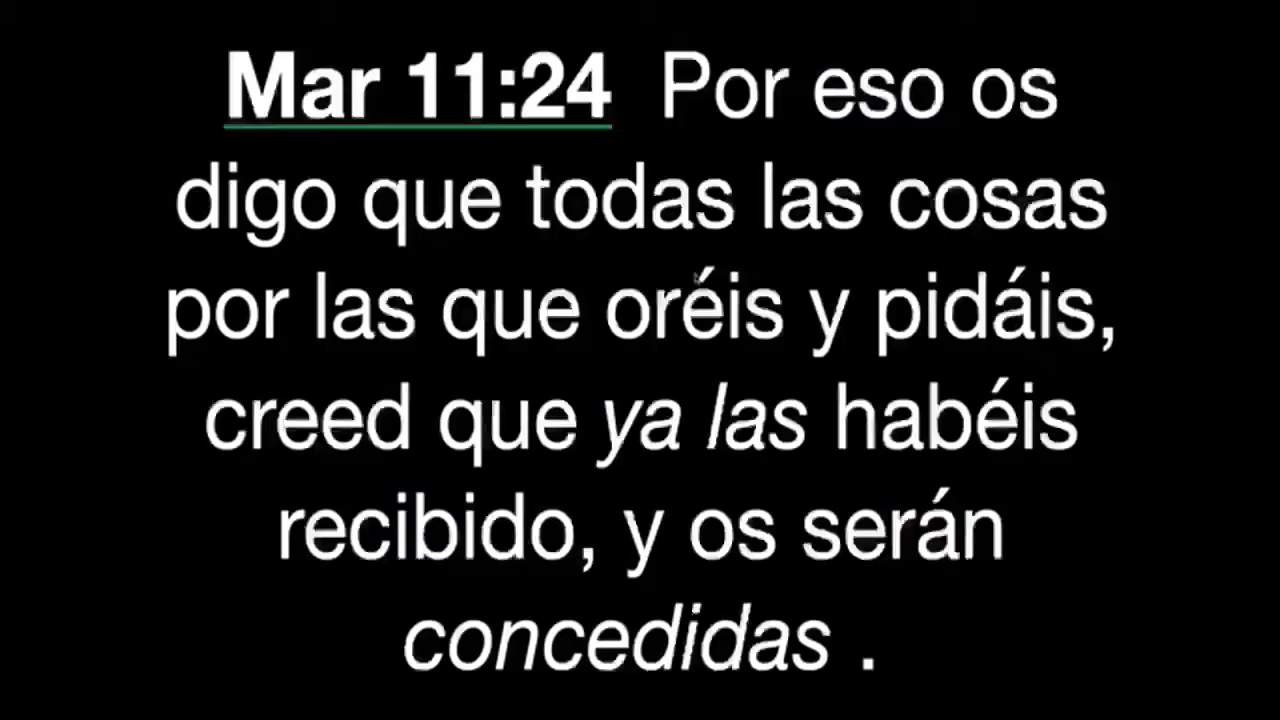 Mar 11:24 Por eso os
digo que todas las cosas
por las que oréis y pidáis,
creed que ya las habéis
recibido, y os serán
concedidas .